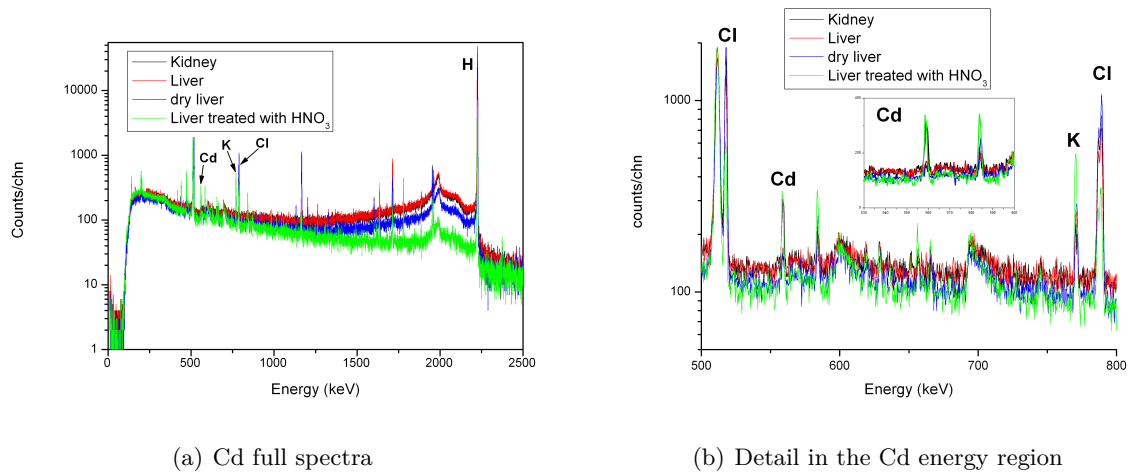 Kidney
Liver
dry liver
Liver treated with HNO3
H
Cd
K
Cl
10000
1000
100
10
1
Counts/chn
0
500
1000
1500
2000
2500
Energy (keV)
(a) Cd full spectra
Kidney
Liver
dry liver
Liver treated with HNO3
Cl
Cd
Cd
K
Cl
1000
100
counts/chn
500
600
700
800
Energy (keV)
(b) Detail in the Cd energy region